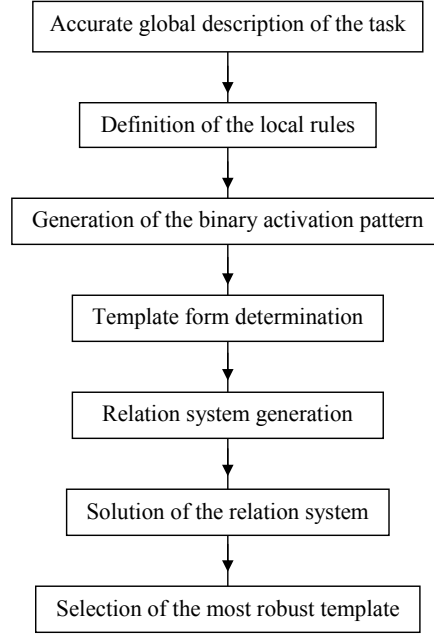 Accurate global description of the task
Definition of the local rules
Generation of the binary activation pattern
Template form determination
Relation system generation
Solution of the relation system
Selection of the most robust template